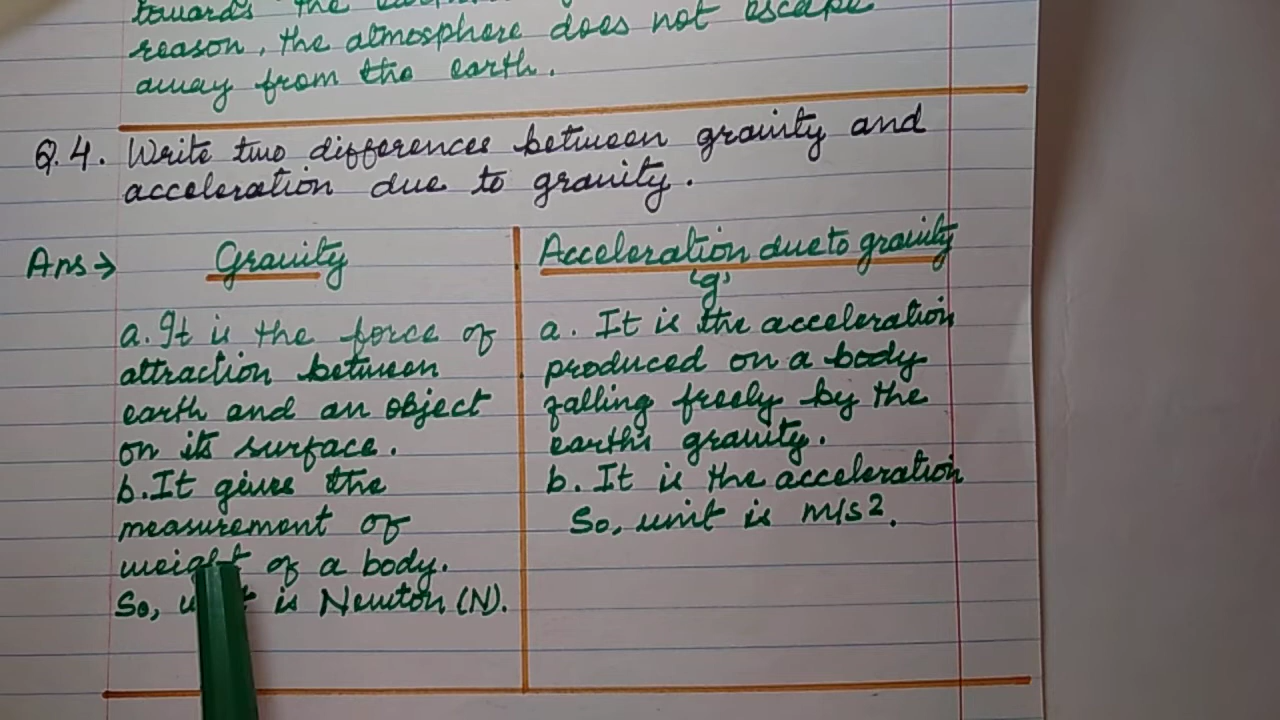 towards the
reason, the atmosphere does not escape
away from the earth.
Q.4. Write two differences between gravity and
acceleration due to gravity.
Ans→ Gravity
a. It is the force of
attraction between
earth and an object
on its surface.
b. It gives the
measurement of
weight of a body.
So, is Newton (N).
Acceleration due to gravity
'g'
a. It is the acceleration
produced on a body
falling freely by the
earth's gravity.
b. It is the acceleration
So, unit is m/s2.